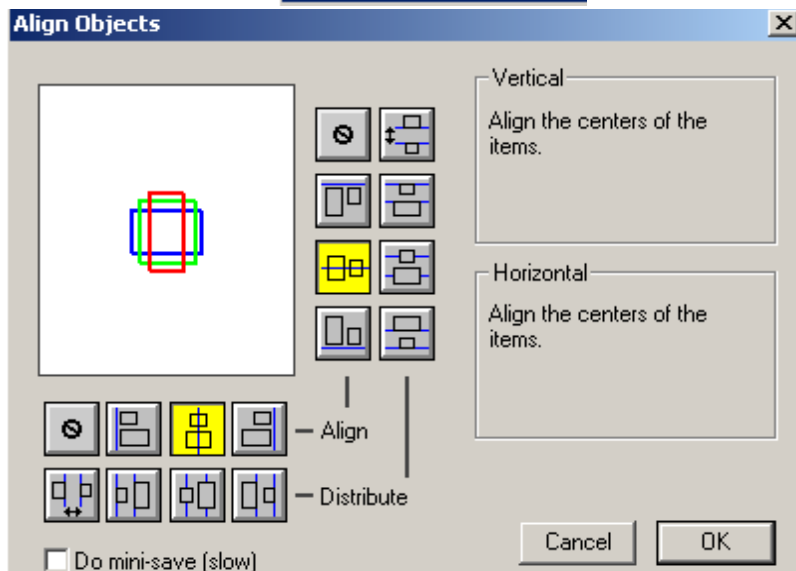 Align Objects
Vertical
Align the centers of the
items.
Horizontal
Align the centers of the
items.
Align
Distribute
Do mini-save (slow)
Cancel
OK